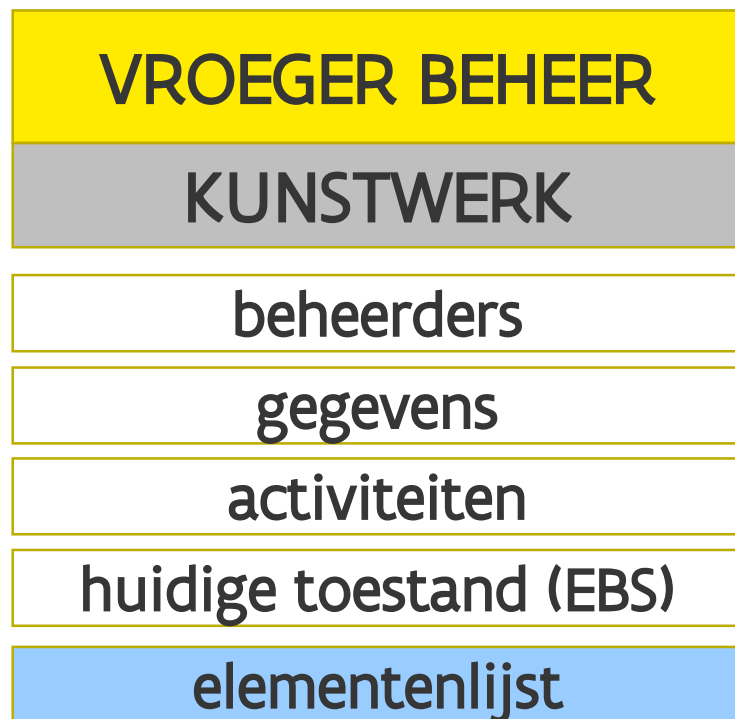 VROEGER BEHEER
KUNSTWERK
beheerders
gegevens
activiteiten
huidige toestand (EBS)
elementenlijst